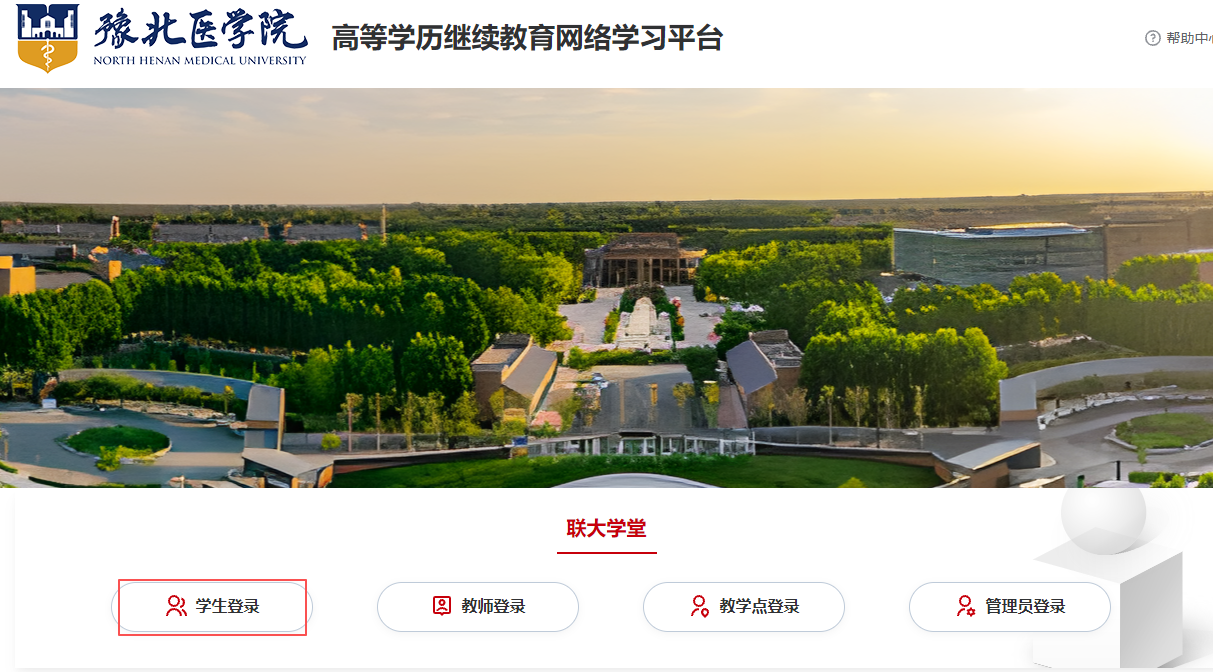 豫北医学院
NORTH HENAN MEDICAL UNIVERSITY
高等学历继续教育网络学习平台
帮助中心
联大学堂
学生登录
教师登录
教学点登录
管理员登录